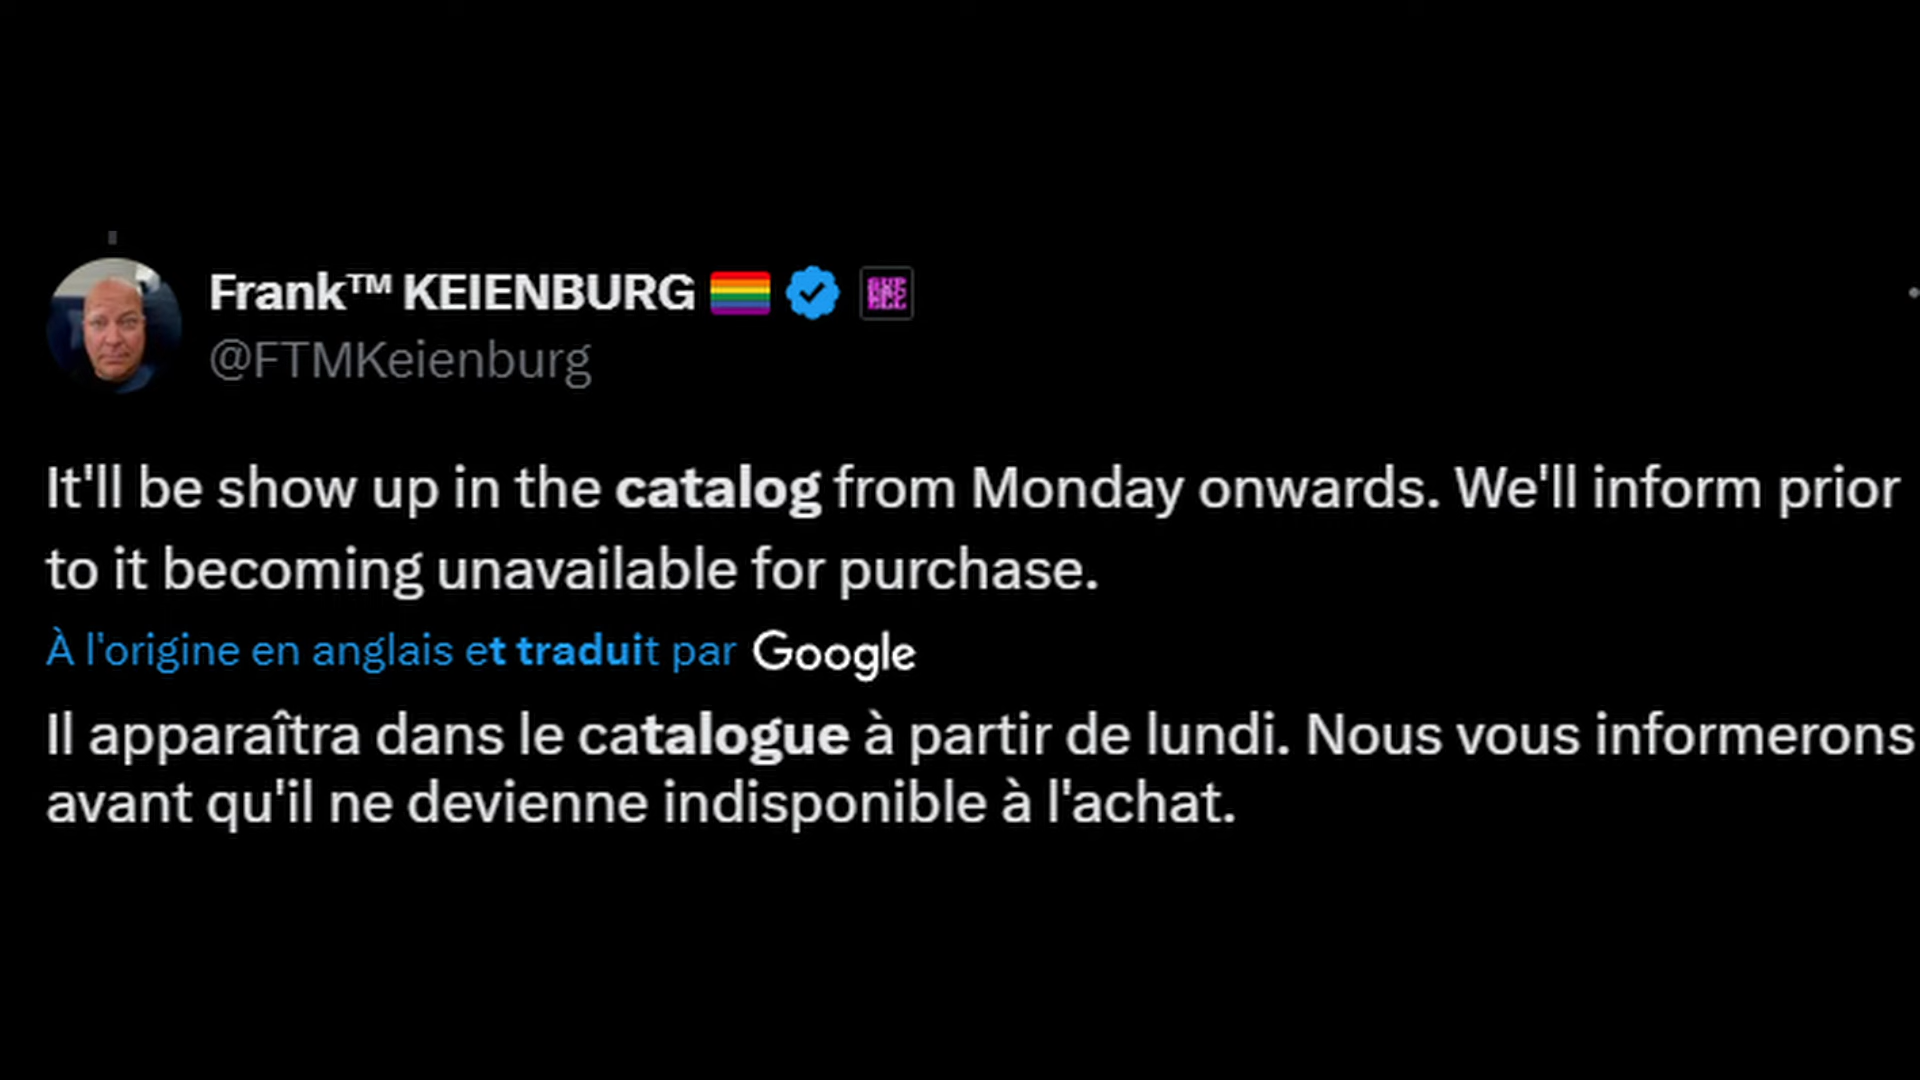 Frank™ KEIENBURG
@FTMKeienburg
It'll be show up in the catalog from Monday onwards. We'll inform prior
to it becoming unavailable for purchase.
À l'origine en anglais et traduit par Google
Il apparaîtra dans le catalogue à partir de lundi. Nous vous informerons
avant qu'il ne devienne indisponible à l'achat.